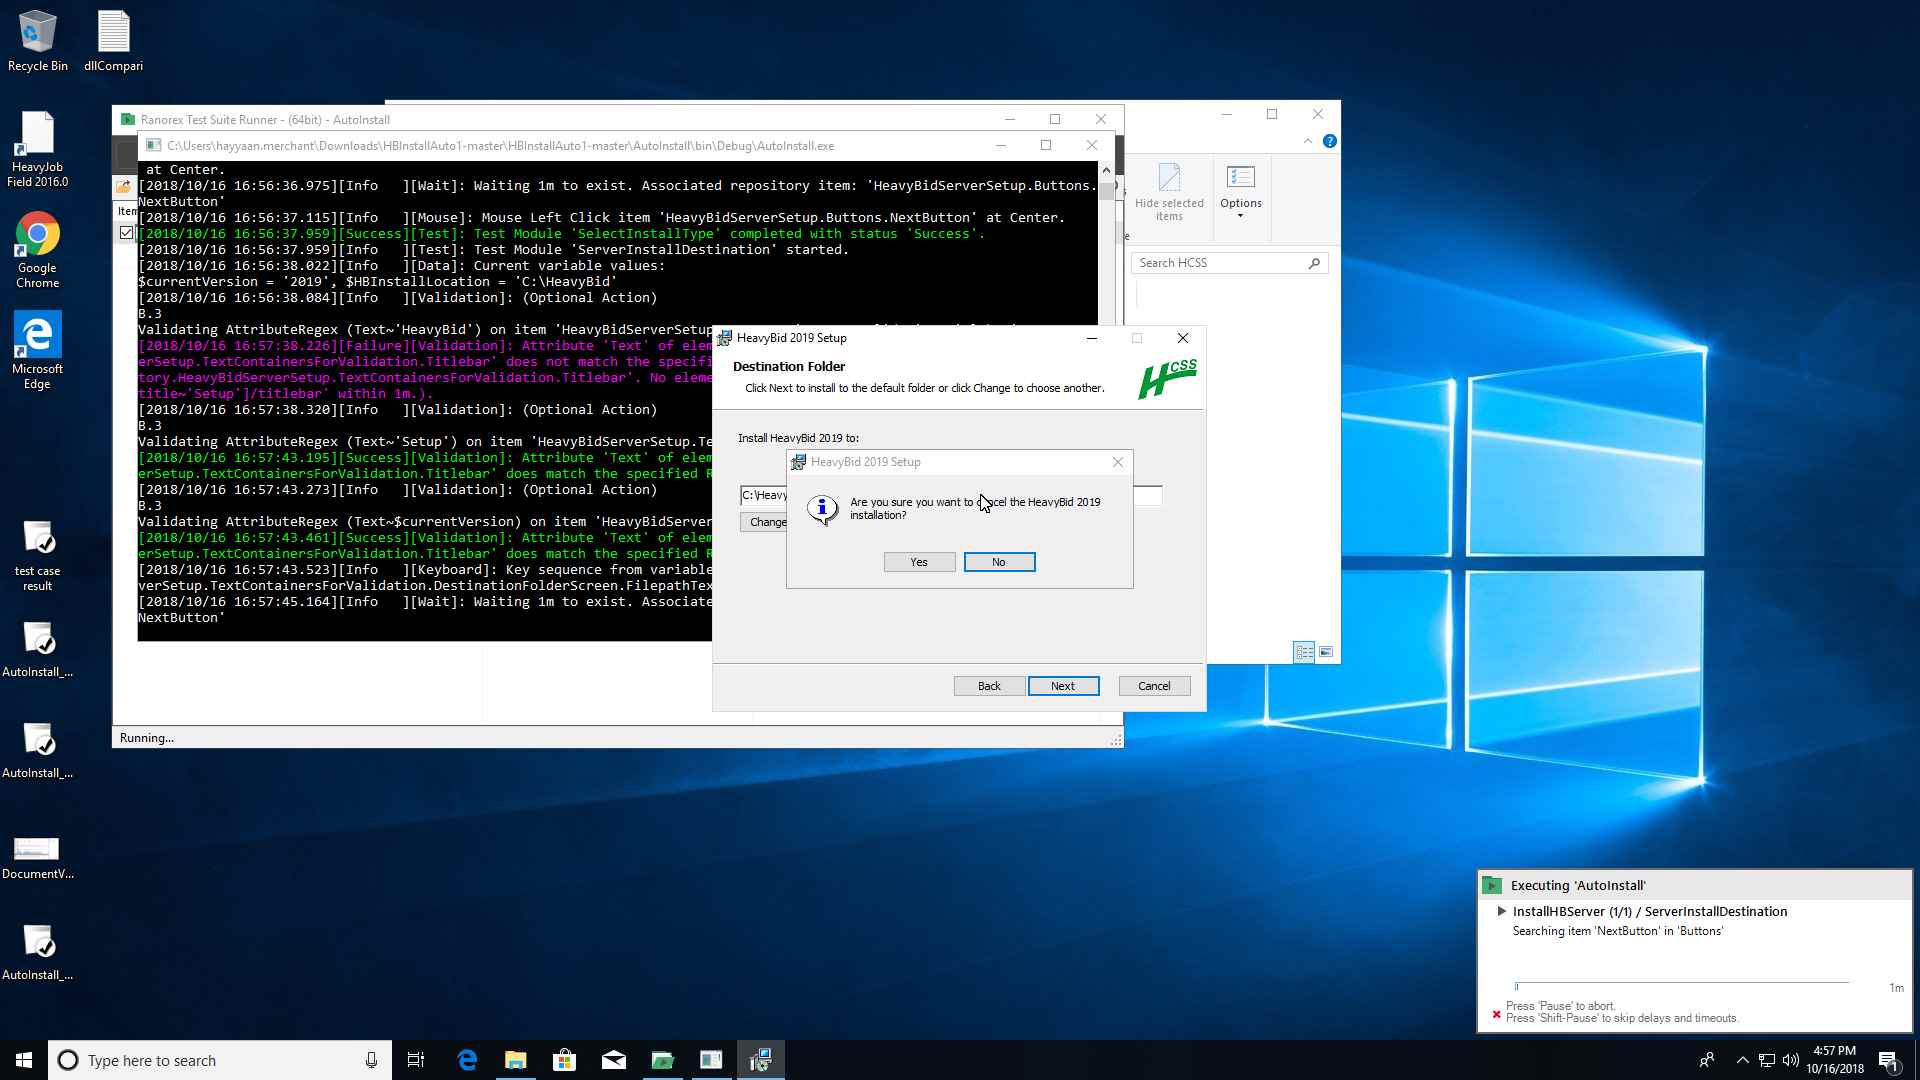 Recycle Bin
dllCompari
HeavyJob
Field 2016.0
Google
Chrome
Microsoft
Edge
test case
result
AutoInstall_...
AutoInstall_...
DocumentV...
AutoInstall_...
Ranorex Test Suite Runner - (64bit) - AutoInstall
Item
C:\Users\hayyaan.merchant\Downloads\HBInstallAuto1-master\HBInstallAuto1-master\AutoInstall\bin\Debug\AutoInstall.exe
at Center.
[2018/10/16 16:56:36.975][Info   ][Wait]: Waiting 1m to exist. Associated repository item: 'HeavyBidServerSetup.Buttons.
NextButton'
[2018/10/16 16:56:37.115][Info   ][Mouse]: Mouse Left Click item 'HeavyBidServerSetup.Buttons.NextButton' at Center.
[2018/10/16 16:56:37.959][Success][Test]: Test Module 'SelectInstallType' completed with status 'Success'.
[2018/10/16 16:56:37.959][Info   ][Test]: Test Module 'ServerInstallDestination' started.
[2018/10/16 16:56:38.022][Info   ][Data]: Current variable values:
$currentVersion = '2019', $HBInstallLocation = 'C:\HeavyBid'
[2018/10/16 16:56:38.084][Info   ][Validation]: (Optional Action)
B.3
Validating AttributeRegex (Text~'HeavyBid') on item 'HeavyBidServerSetup
[2018/10/16 16:57:38.226][Failure][Validation]: Attribute 'Text' of elem
erSetup.TextContainersForValidation.Titlebar' does not match the specifi
tory.HeavyBidServerSetup.TextContainersForValidation.Titlebar'. No eleme
title~'Setup']/titlebar' within 1m.).
[2018/10/16 16:57:38.320][Info   ][Validation]: (Optional Action)
B.3
Validating AttributeRegex (Text~'Setup') on item 'HeavyBidServerSetup.Te
[2018/10/16 16:57:43.195][Success][Validation]: Attribute 'Text' of elem
erSetup.TextContainersForValidation.Titlebar' does match the specified R
[2018/10/16 16:57:43.273][Info   ][Validation]: (Optional Action)
B.3
Validating AttributeRegex (Text~$currentVersion) on item 'HeavyBidServer
[2018/10/16 16:57:43.461][Success][Validation]: Attribute 'Text' of elem
erSetup.TextContainersForValidation.Titlebar' does match the specified R
[2018/10/16 16:57:43.523][Info   ][Keyboard]: Key sequence from variable
verSetup.TextContainersForValidation.DestinationFolderScreen.FilepathTex
[2018/10/16 16:57:45.164][Info   ][Wait]: Waiting 1m to exist. Associate
NextButton'
Running...
Hide selected
items
Options
Search HCSS
HeavyBid 2019 Setup
Destination Folder
Click Next to install to the default folder or click Change to choose another.
HCSS
Install HeavyBid 2019 to:
C:\Heavy
Change
HeavyBid 2019 Setup
Are you sure you want to cancel the HeavyBid 2019
installation?
Yes
No
Back
Next
Cancel
Executing 'AutoInstall'
InstallHBServer (1/1) / ServerInstallDestination
Searching item 'NextButton' in 'Buttons'
1m
Press 'Pause' to abort.
Press 'Shift-Pause' to skip delays and timeouts.
Type here to search
4:57 PM
10/16/2018
1